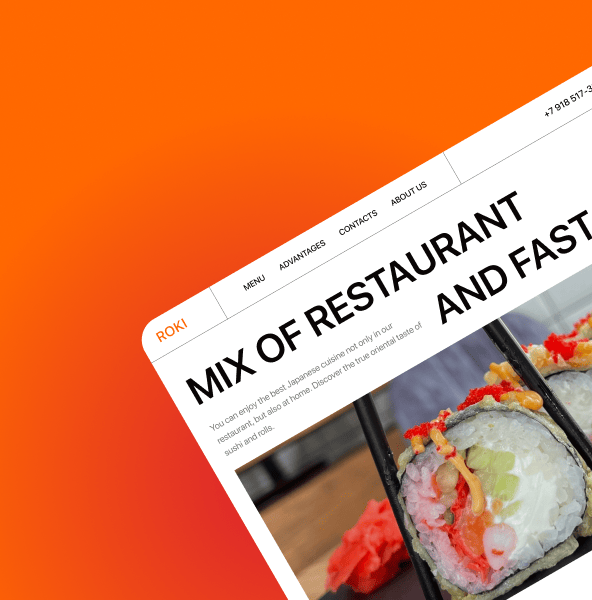 ROKI
MENU
ADVANTAGES
CONTACTS
ABOUT US
+7 918 517-3
MIX OF RESTAURANT
AND FAST
You can enjoy the best Japanese cuisine not only in our
restaurant, but also at home. Discover the true oriental taste of
sushi and rolls.